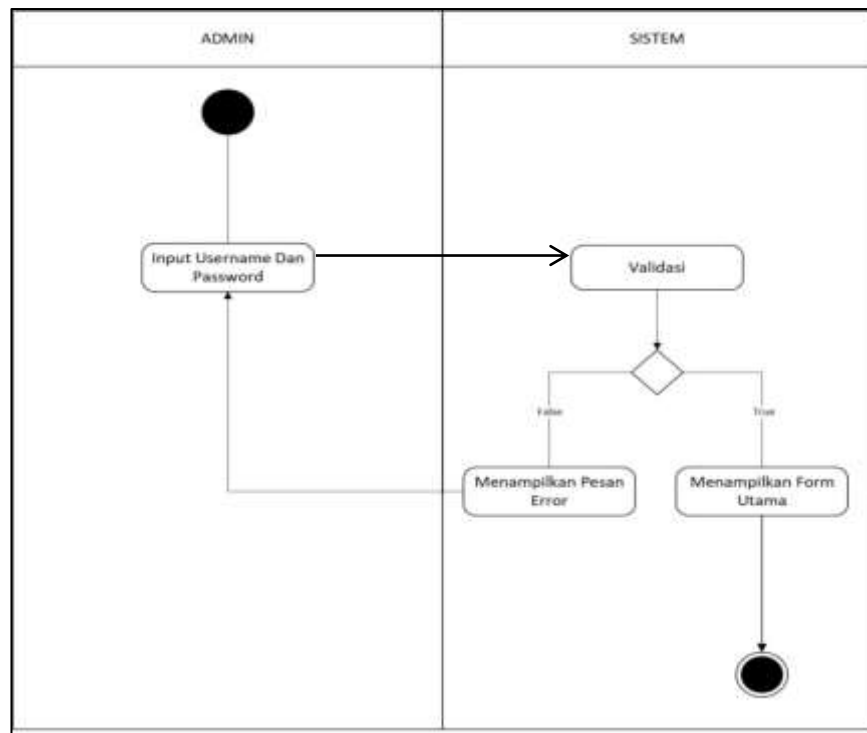 ADMIN
SISTEM
Input Username Dan
Password
Validasi
False
True
Menampilkan Pesan
Error
Menampilkan Form
Utama